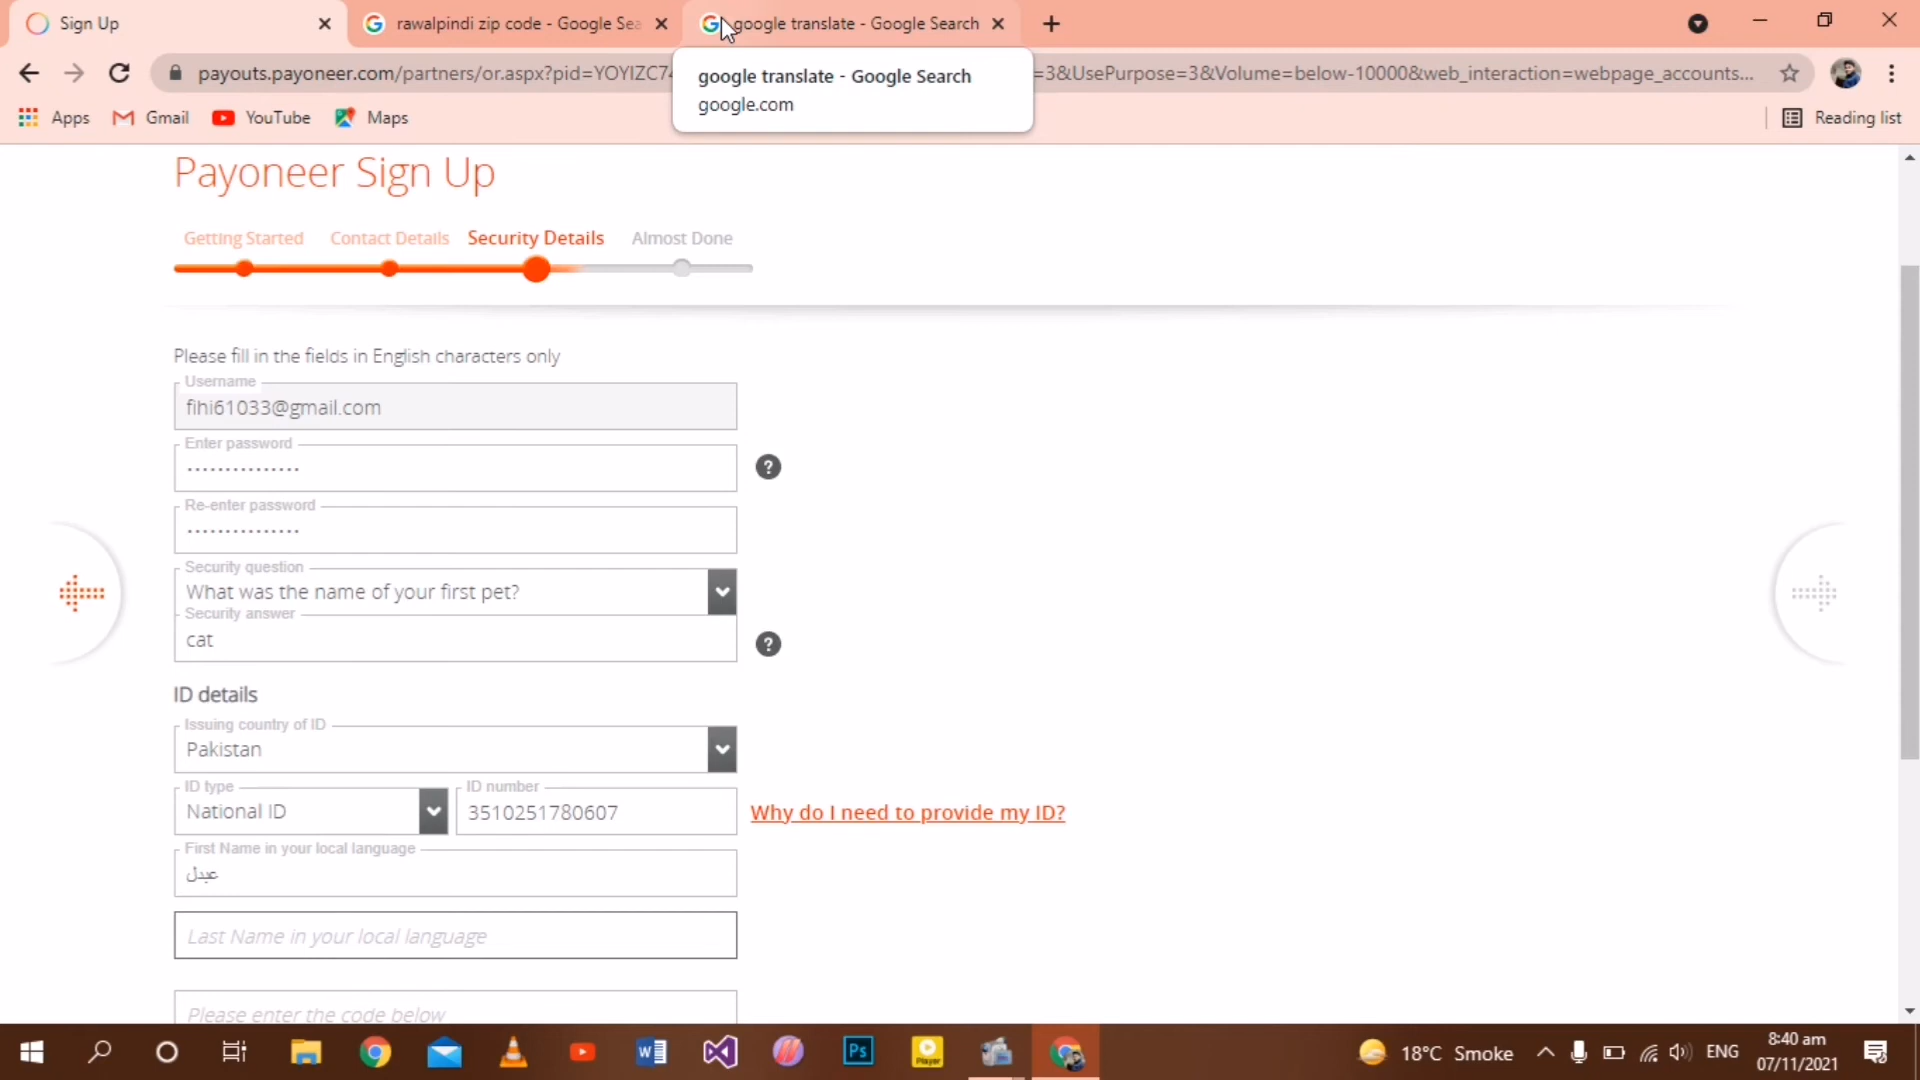 Sign Up
rawalpindi zip code - Google Sea
google translate - Google Search
payouts.payoneer.com/partners/or.aspx?pid=YOYIZC74
=3&UsePurpose=3&Volume=below-10000&web_interaction=webpage_accounts...
google translate - Google Search
google.com
Apps
Gmail
YouTube
Maps
Reading list
Payoneer Sign Up
Getting Started
Contact Details
Security Details
Almost Done
Please fill in the fields in English characters only
Username
fihi61033@gmail.com
Enter password
•••••••••••••••
?
Re-enter password
•••••••••••••••
Security question
What was the name of your first pet?
Security answer
cat
?
ID details
Issuing country of ID
Pakistan
ID type
National ID
ID number
3510251780607
Why do I need to provide my ID?
First Name in your local language
عبدل
Last Name in your local language
Please enter the code below
W
Ps
Player
18°C Smoke
ENG
8:40 am
07/11/2021